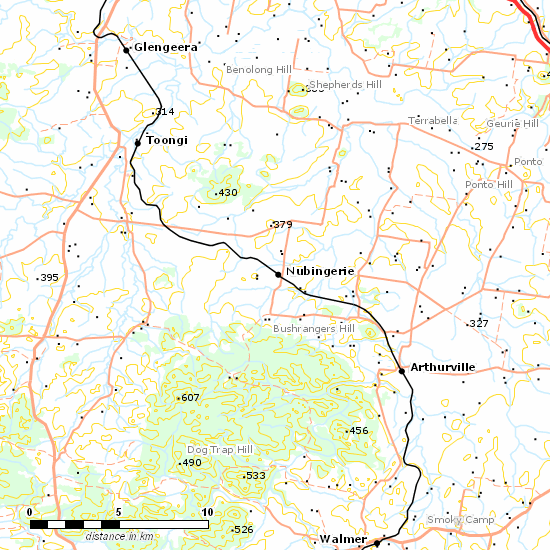 Glengeera
Benolong Hill
Shepherds Hill
314
Terrabella
Geurie Hill
Toongi
275
Ponto
Ponto Hill
430
379
Nubingerie
395
Bushrangers Hill
327
Arthurville
607
456
Dog Trap Hill
490
533
0 5 10
Smoky Camp
526
distance in km
Walmer